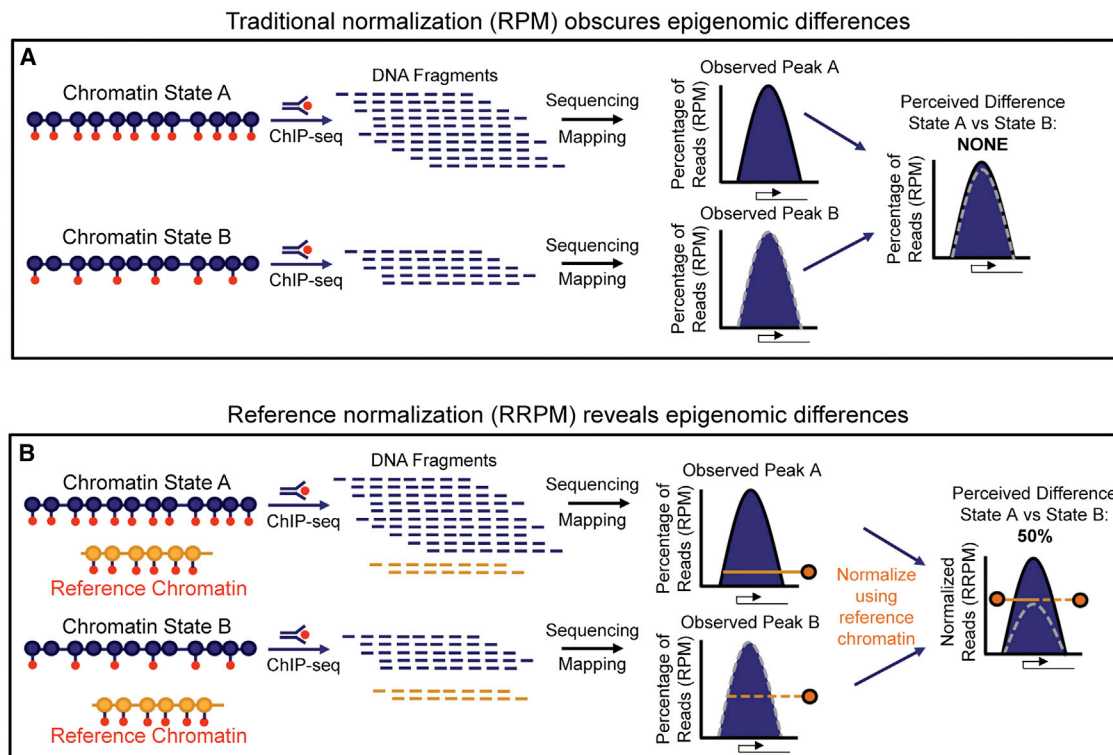 Traditional normalization (RPM) obscures epigenomic differences
A
Chromatin State A
ChIP-seq
DNA Fragments
Sequencing
Mapping
Observed Peak A
Percentage of
Reads (RPM)
Perceived Difference
State A vs State B:
NONE
Percentage of
Reads (RPM)
Chromatin State B
ChIP-seq
Sequencing
Mapping
Observed Peak B
Percentage of
Reads (RPM)
Reference normalization (RRPM) reveals epigenomic differences
B
Chromatin State A
ChIP-seq
Reference Chromatin
DNA Fragments
Sequencing
Mapping
Observed Peak A
Percentage of
Reads (RPM)
Normalize
using
reference
chromatin
Perceived Difference
State A vs State B:
50%
Normalized
Reads (RRPM)
Chromatin State B
ChIP-seq
Reference Chromatin
Sequencing
Mapping
Observed Peak B
Percentage of
Reads (RPM)